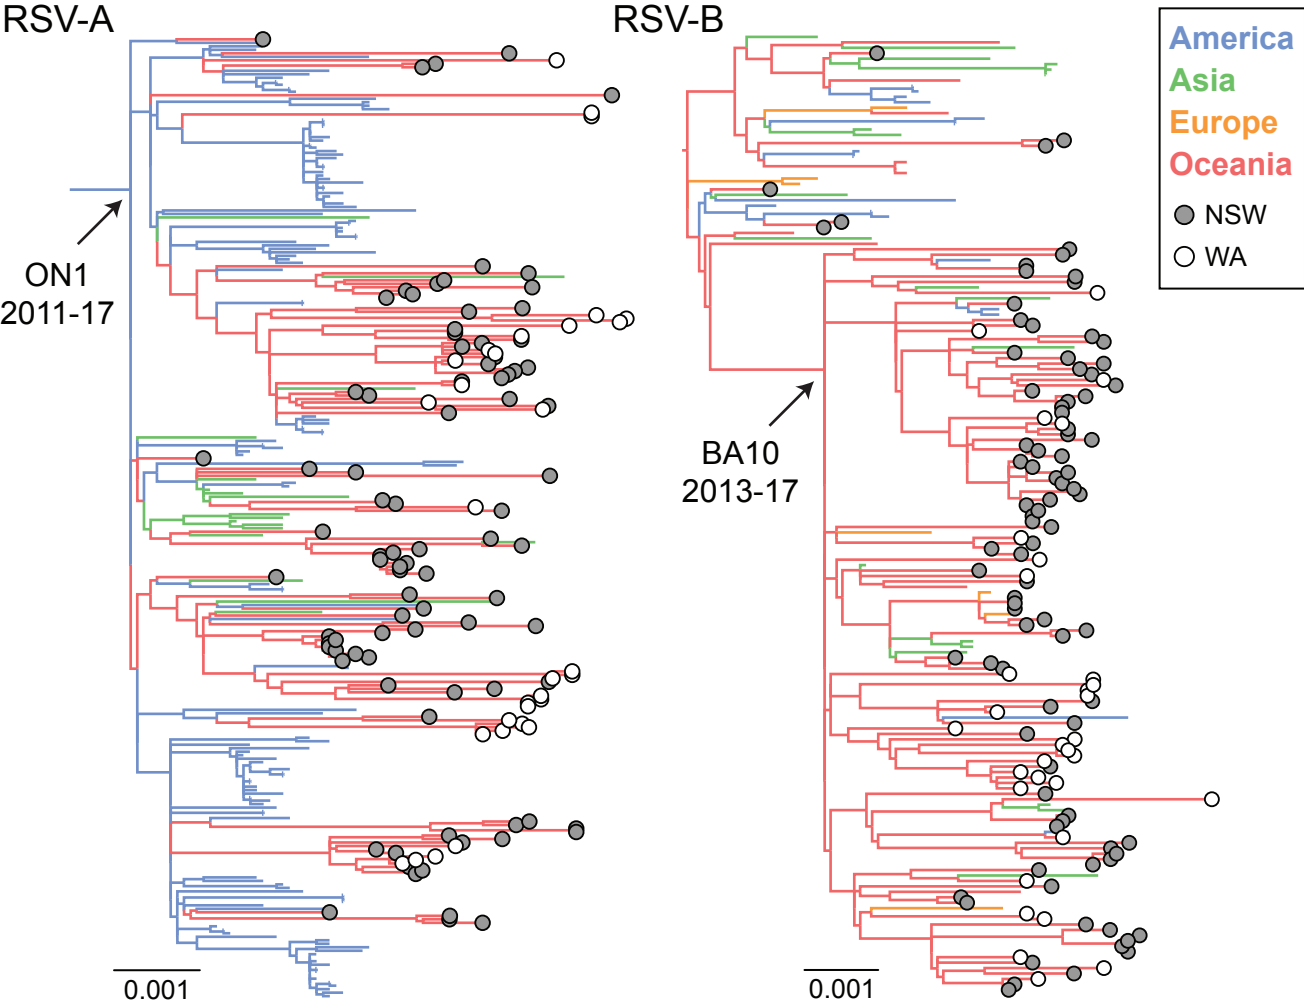 RSV-A
RSV-B
America
Asia
Europe
Oceania
NSW
WA
ON1
2011-17
BA10
2013-17
0.001
0.001